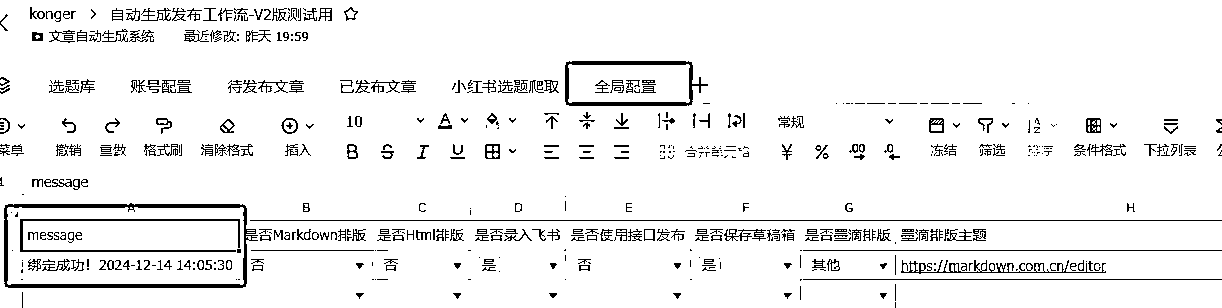 konger > 自动生成发布工作流-V2版测试用
文章自动生成系统 最近修改: 昨天 19:59
选题库 账号配置 待发布文章 已发布文章 小红书选题爬取 全局配置
10 常规
菜单 撤销 重做 格式刷 清除格式 插入 B S I U 合并单元格 ¥ % .00 .0 冻结 筛选 排序 条件格式 下拉列表
message
A B C D E F G H
message 是否Markdown排版 是否Html排版 是否录入飞书 是否使用接口发布 是否保存草稿箱 是否墨滴排版 墨滴排版主题
绑定成功！2024-12-14 14:05:30 否 否 是 否 是 其他 https://markdown.com.cn/editor